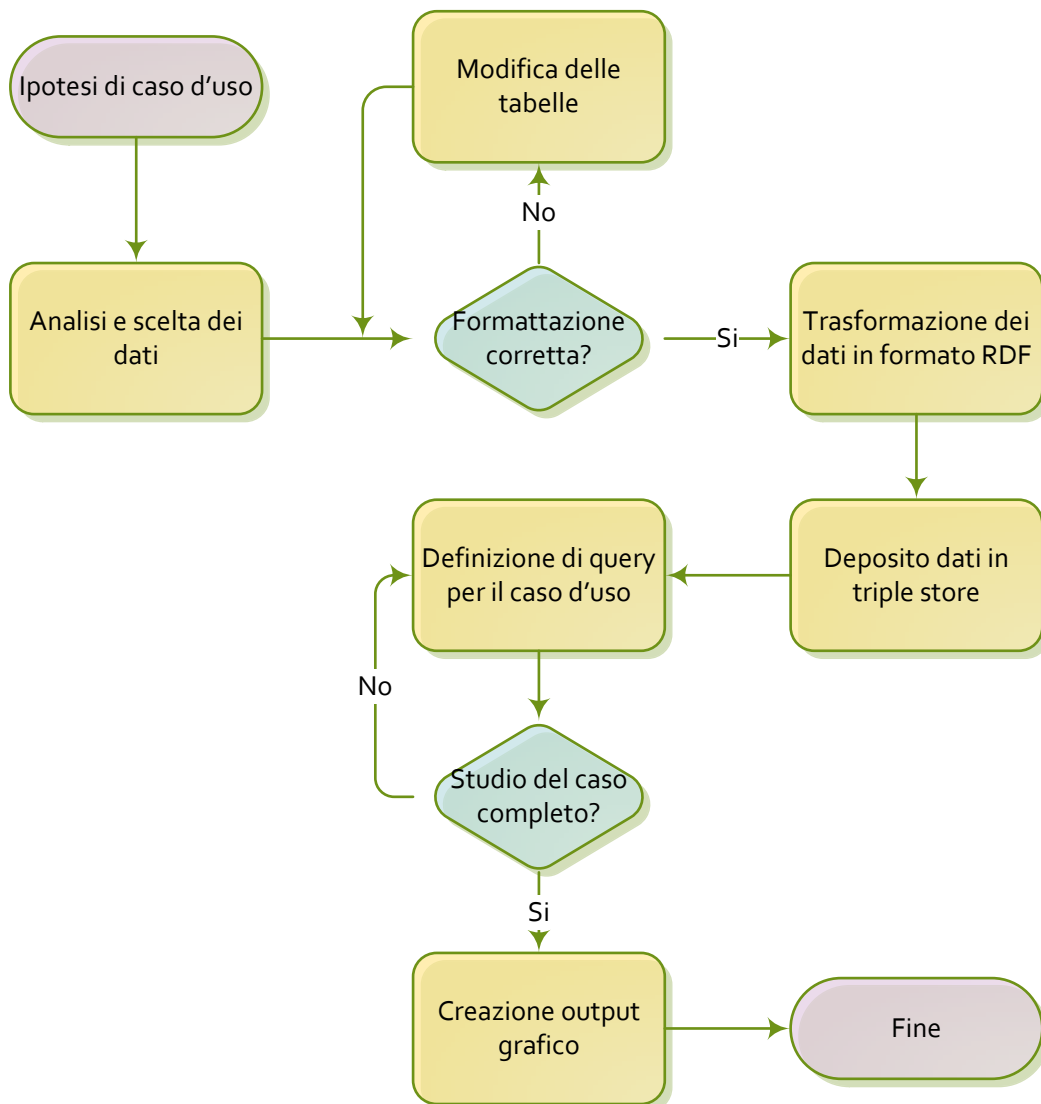 Ipotesi di caso d'uso
Modifica delle
tabelle
No
Analisi e scelta dei
dati
Formattazione
corretta?
Si
Trasformazione dei
dati in formato RDF
Deposito dati in
triple store
Definizione di query
per il caso d'uso
No
Studio del caso
completo?
Si
Creazione output
grafico
Fine